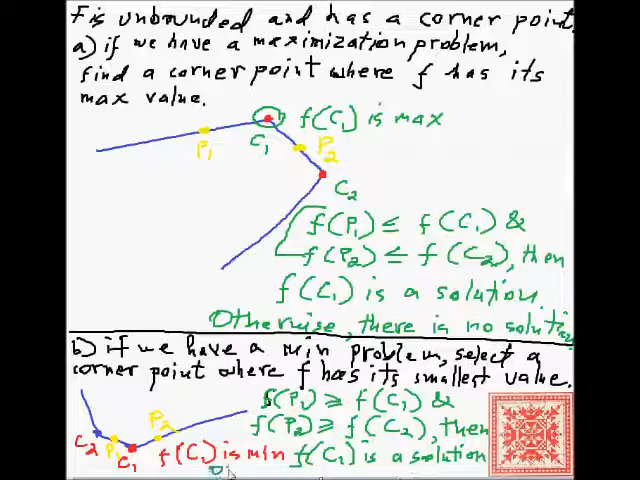 F is unbounded and has a corner point.
a) if we have a maximization problem,
find a corner point where f has its
max value.
f(C₁) is max
P₁
C₁
P₂
C₂
f(P₁) ≤ f(C₁) &
f(P₂) ≤ f(C₂), then
f(C₁) is a solution.
Otherwise, there is no solution
b) if we have a min problem, select a
corner point where f has its smallest value.
f(P₁) ≥ f(C₁) &
P₂
f(P₂) ≥ f(C₂), then
C₂
P₁
C₁
f(C₁) is min
f(C₁) is a solution